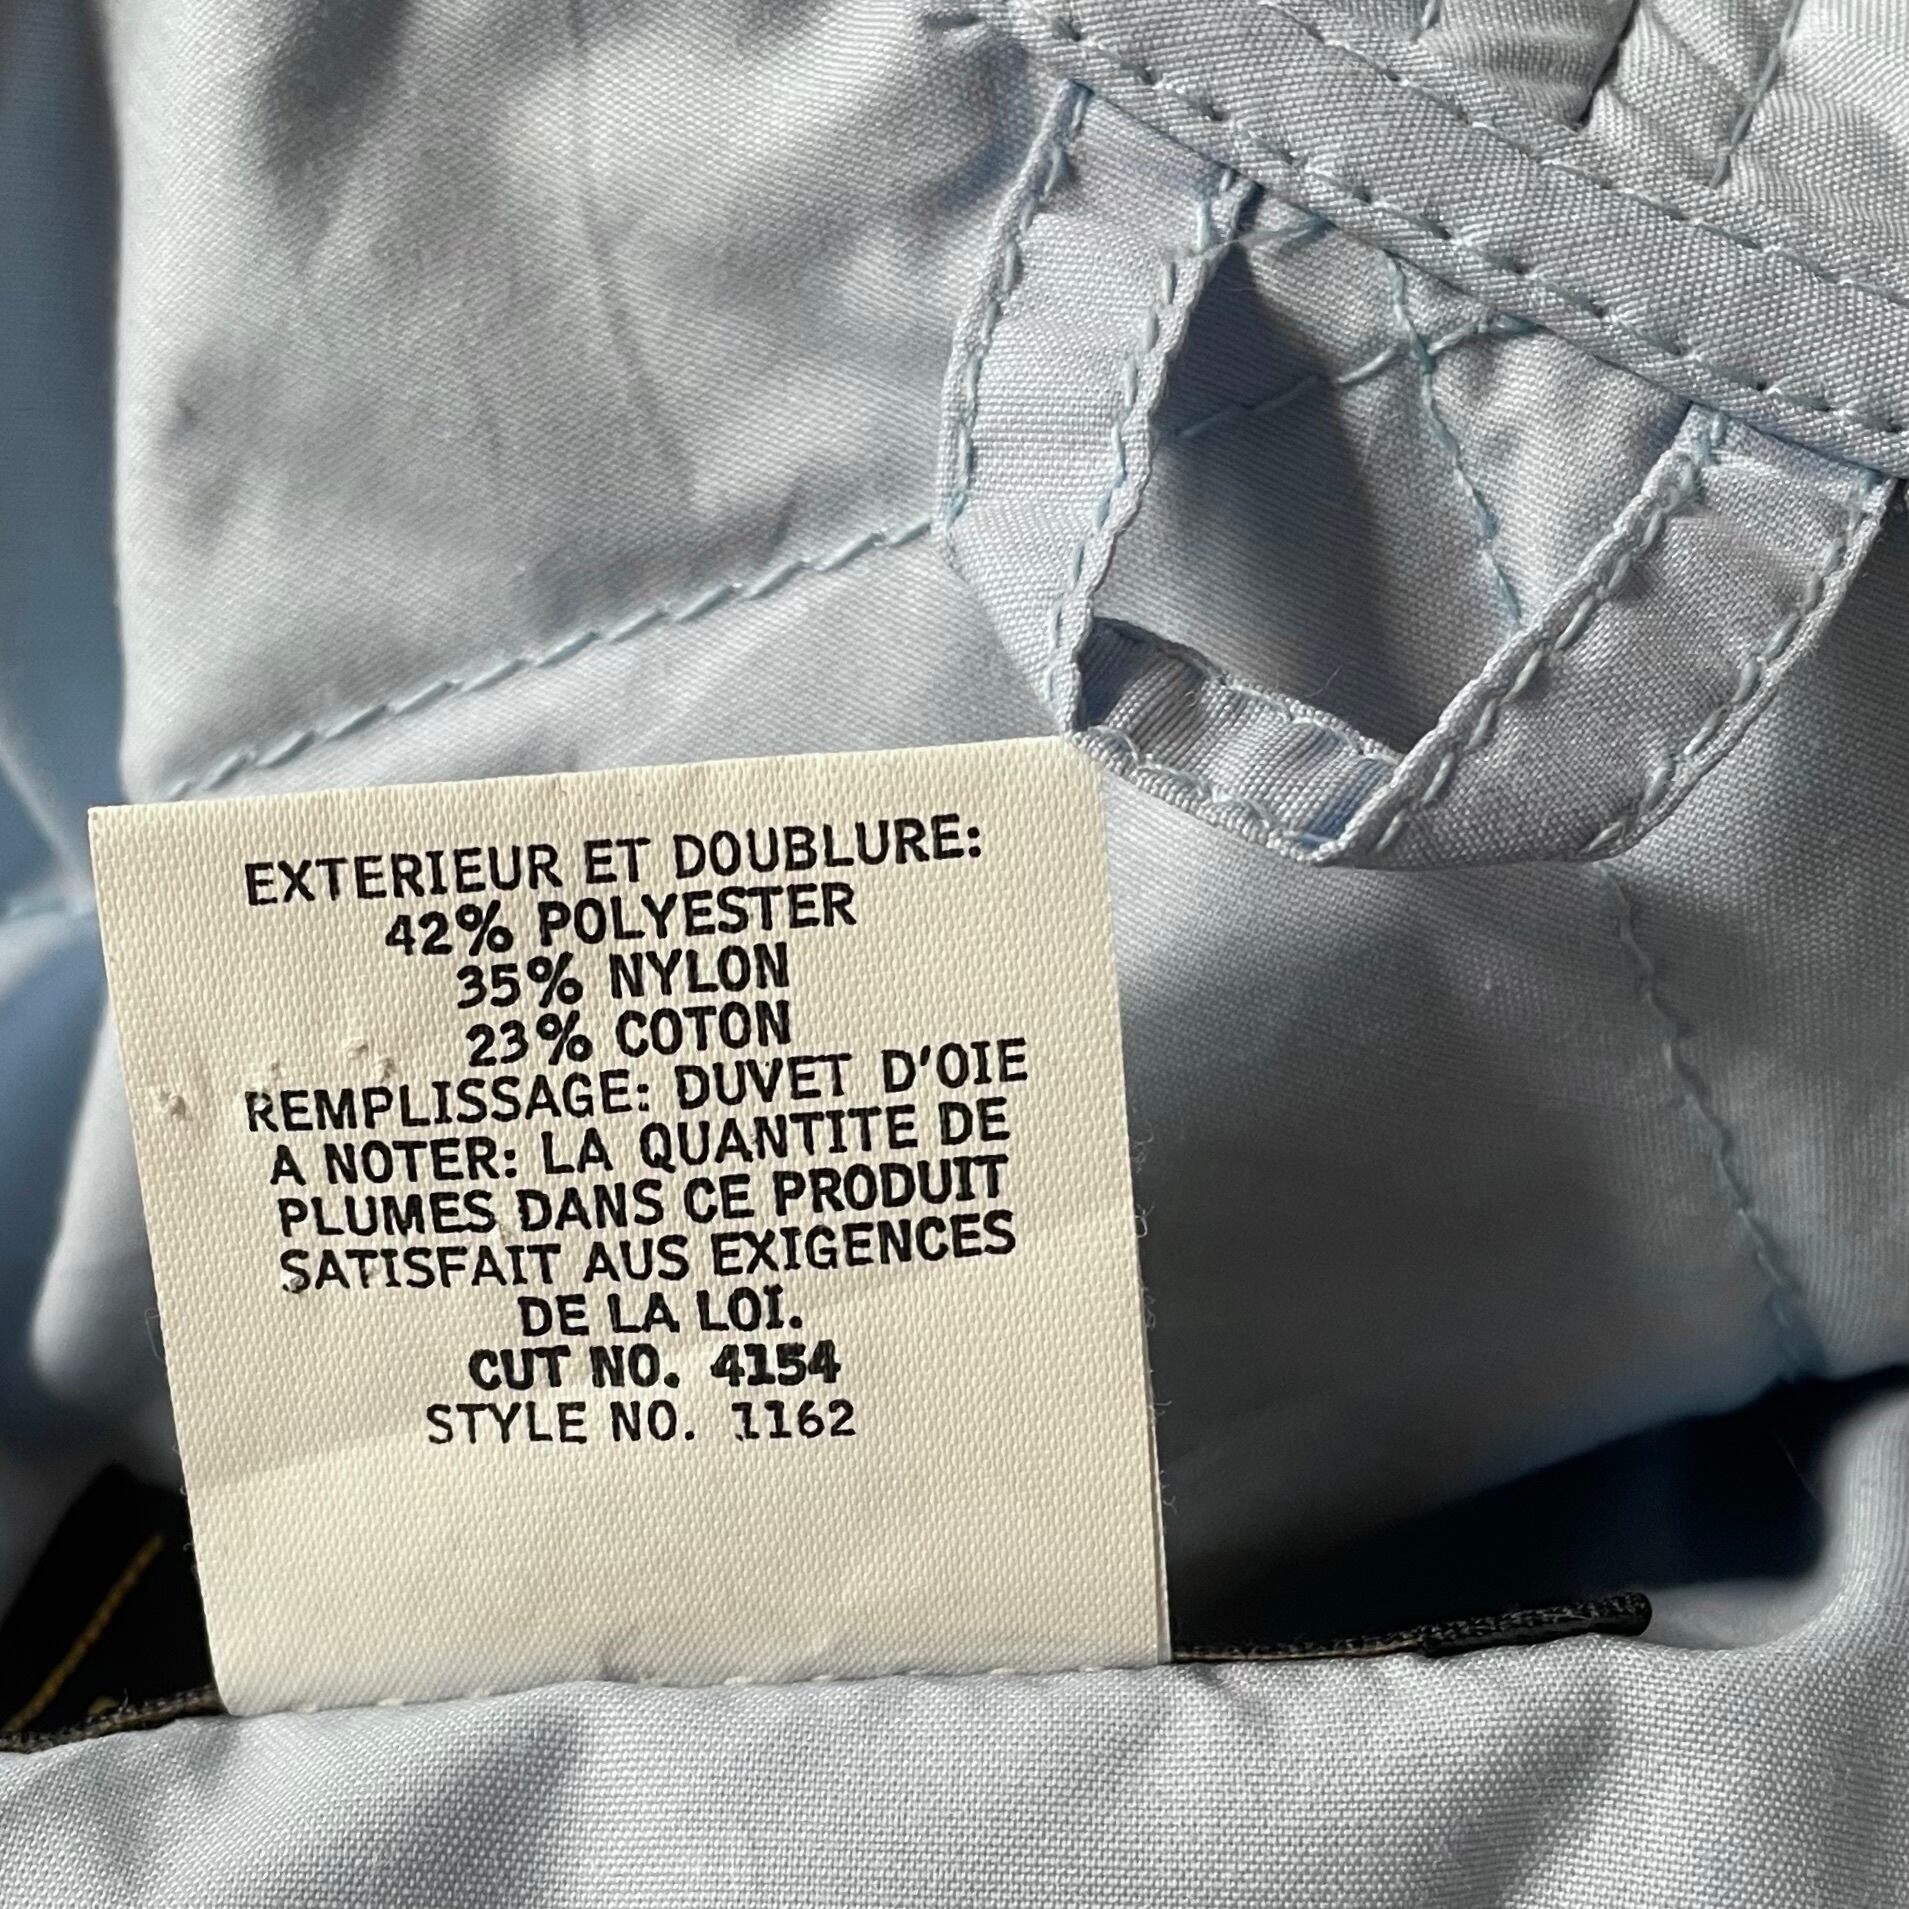 EXTERIEUR ET DOUBLURE:
42% POLYESTER
35% NYLON
23% COTON
REMPLISSAGE: DUVET D'OIE
A NOTER: LA QUANTITE DE
PLUMES DANS CE PRODUIT
SATISFAIT AUS EXIGENCES
DE LA LOI.
CUT NO. 4154
STYLE NO. 1162